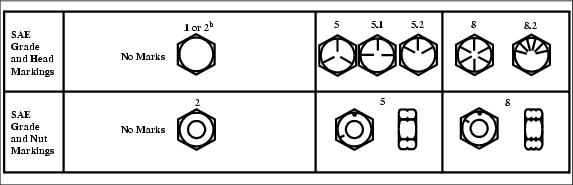 SAE
Grade
and Head
Markings
No Marks
1 or 2b
5
5.1
5.2
8
8.2
SAE
Grade
and Nut
Markings
No Marks
2
5
8